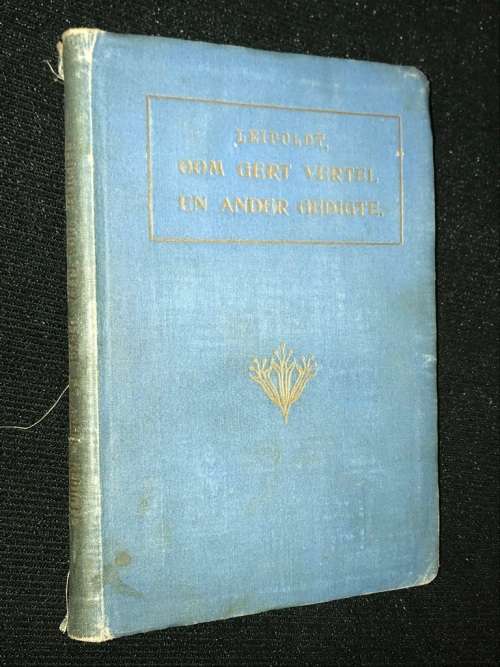 LEIPOLDT,
OOM GERT VERTEL
EN ANDER GEDIGTE.